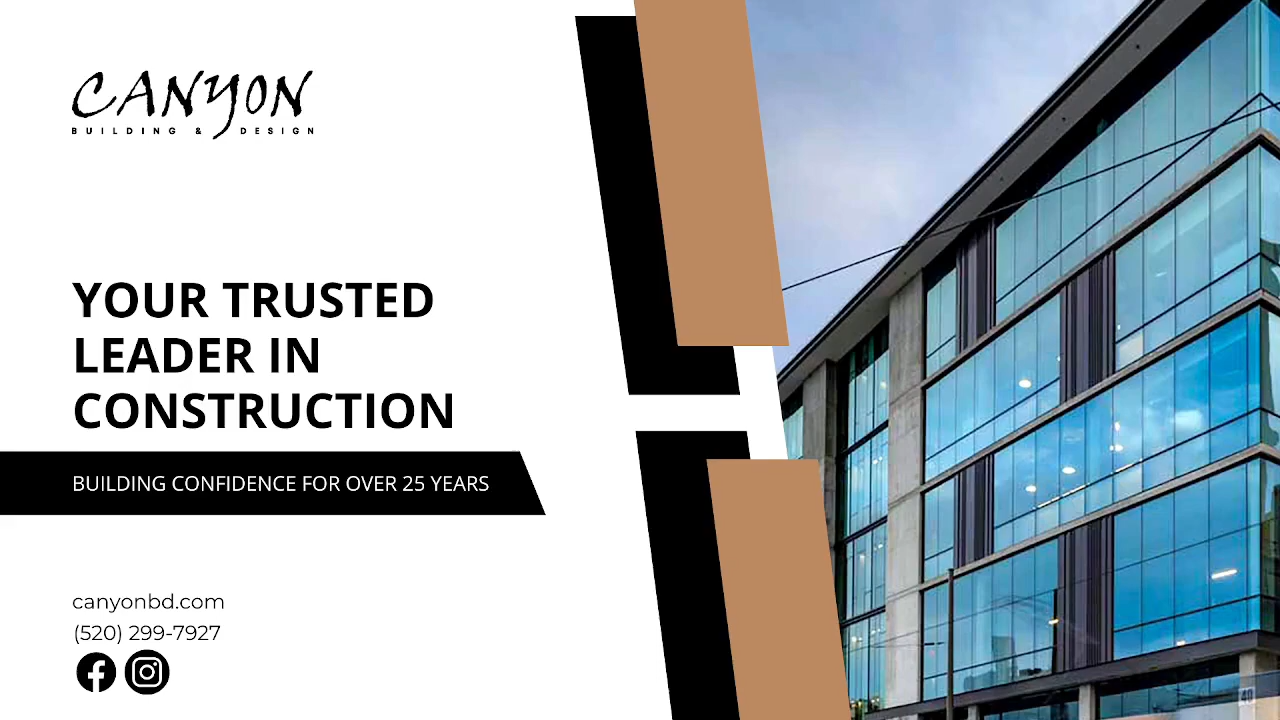 CANYON
BUILDING & DESIGN
YOUR TRUSTED
LEADER IN
CONSTRUCTION
BUILDING CONFIDENCE FOR OVER 25 YEARS
canyonbd.com
(520) 299-7927
40